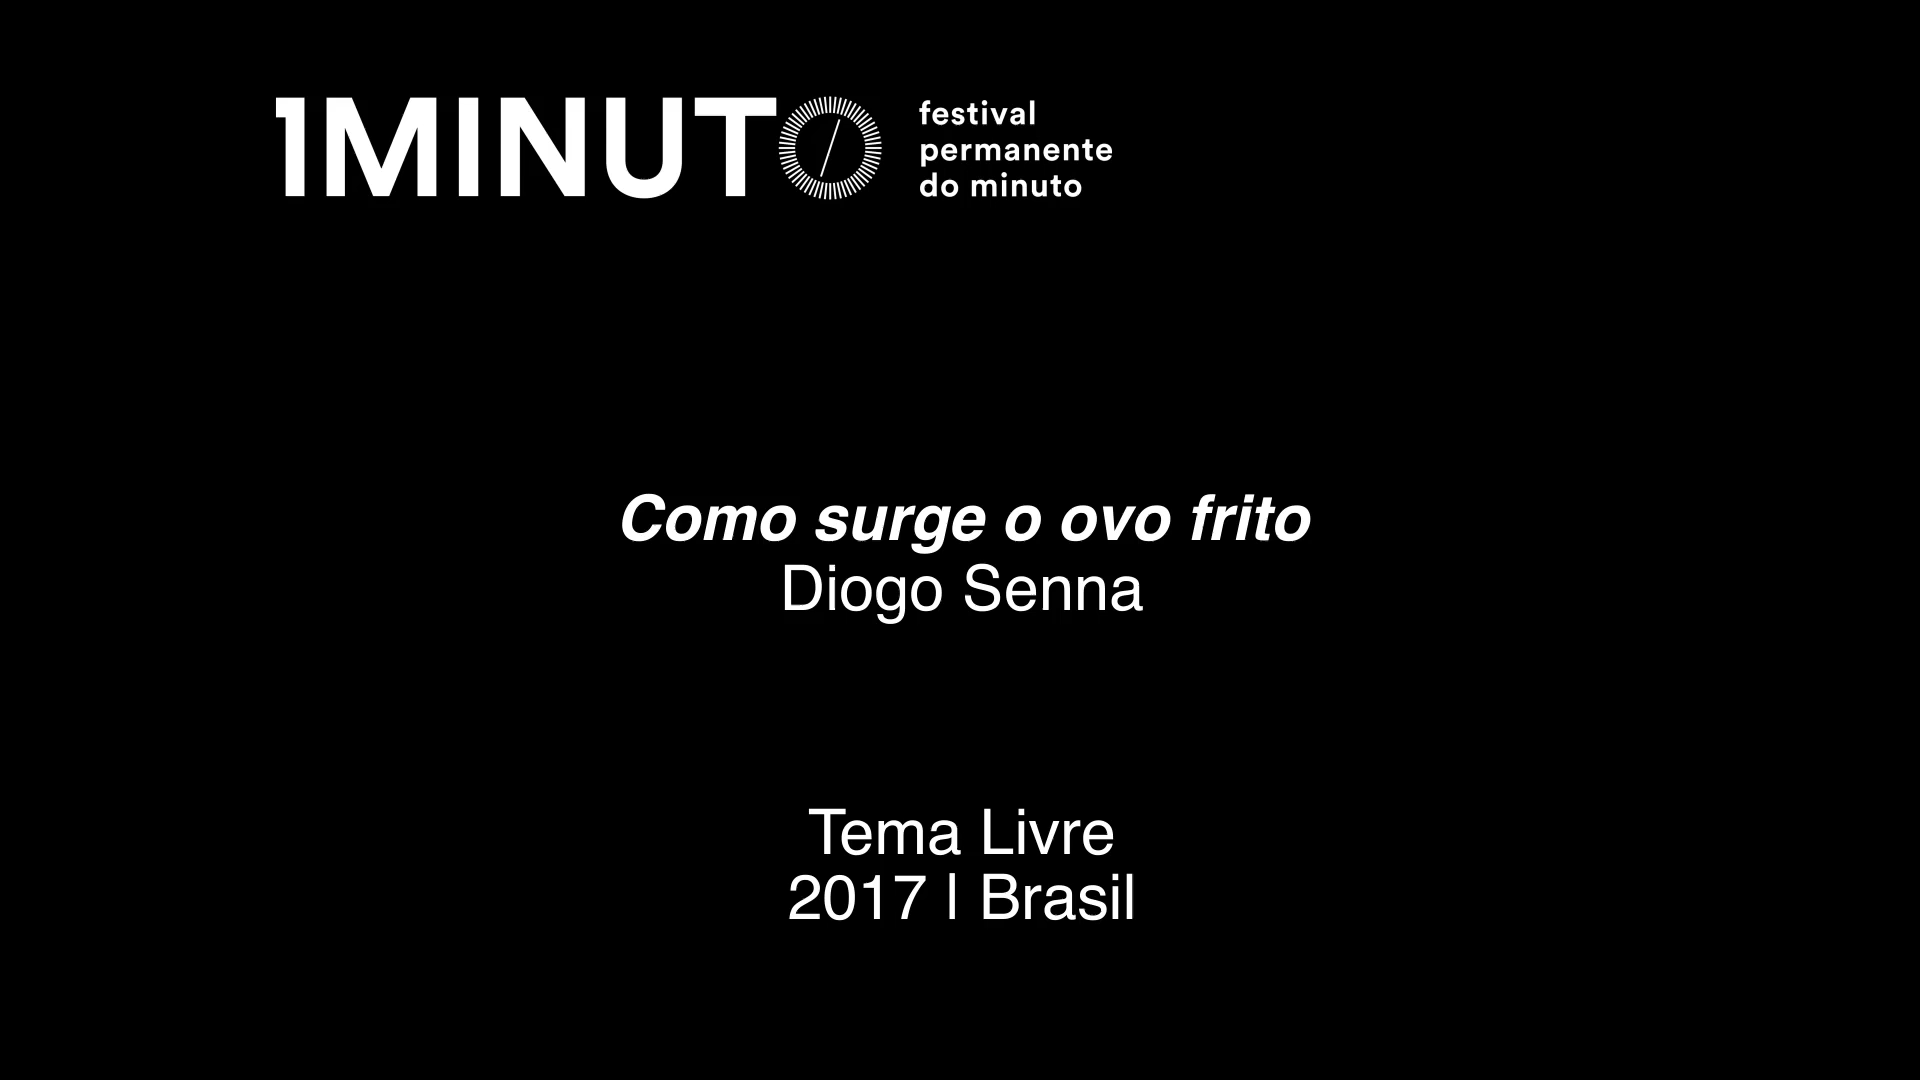 1MINUTO
festival
permanente
do minuto
Como surge o ovo frito
Diogo Senna
Tema Livre
2017 | Brasil